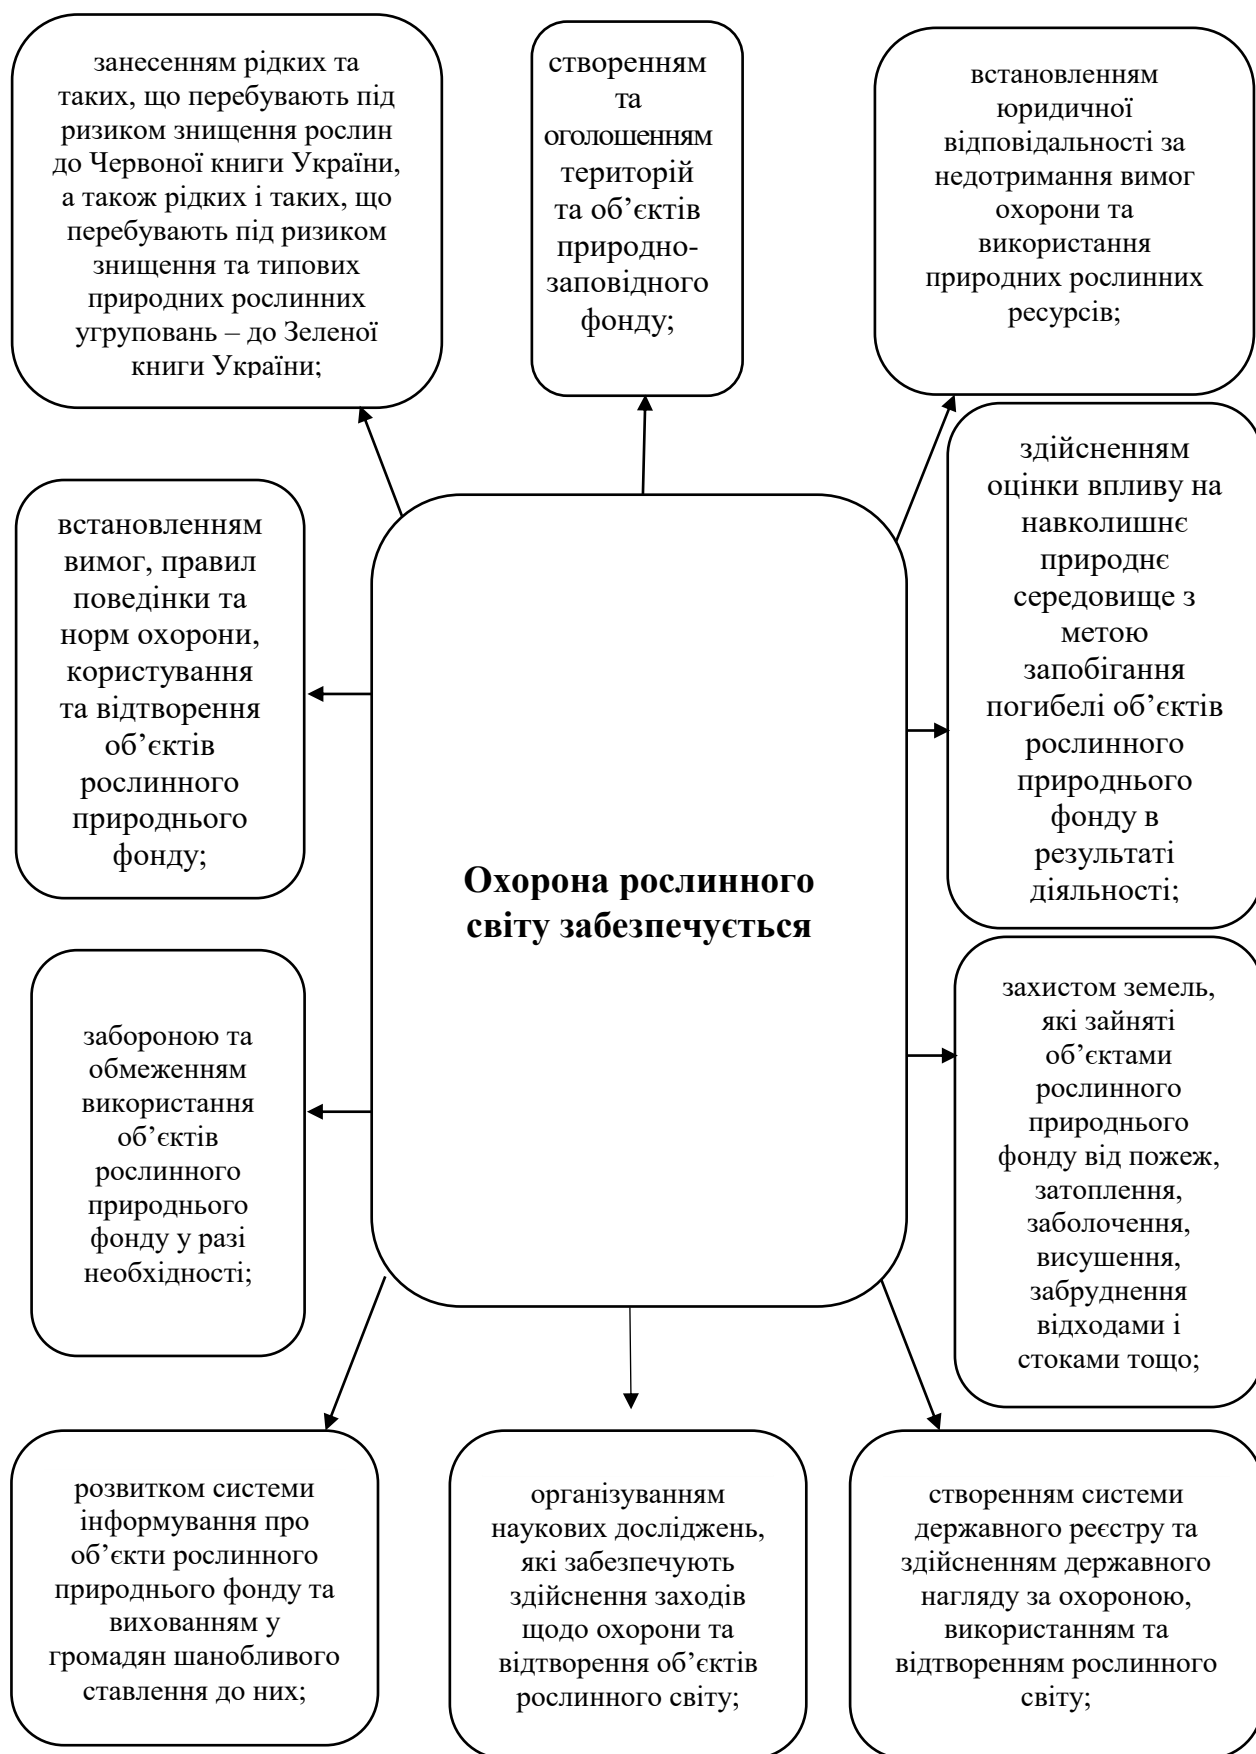 занесенням рідких та
таких, що перебувають під
ризиком знищення рослин
до Червоної книги України,
а також рідких і таких, що
перебувають під ризиком
знищення та типових
природних рослинних
угруповань – до Зеленої
книги України;
створенням
та
оголошенням
територій
та об’єктів
природно-
заповідного
фонду;
встановленням
юридичної
відповідальності за
недотримання вимог
охорони та
використання
природних рослинних
ресурсів;
встановленням
вимог, правил
поведінки та
норм охорони,
користування
та відтворення
об’єктів
рослинного
природнього
фонду;
здійсненням
оцінки впливу на
навколишнє
природнє
середовище з
метою
запобігання
погибелі об’єктів
рослинного
природнього
фонду в
результаті
діяльності;
Охорона рослинного
світу забезпечується
забороною та
обмеженням
використання
об’єктів
рослинного
природнього
фонду у разі
необхідності;
захистом земель,
які зайняті
об’єктами
рослинного
природнього
фонду від пожеж,
затоплення,
заболочення,
висушення,
забруднення
відходами і
стоками тощо;
розвитком системи
інформування про
об’єкти рослинного
природнього фонду та
вихованням у
громадян шанобливого
ставлення до них;
організуванням
наукових досліджень,
які забезпечують
здійснення заходів
щодо охорони та
відтворення об’єктів
рослинного світу;
створенням системи
державного реєстру та
здійсненням державного
нагляду за охороною,
використанням та
відтворенням рослинного
світу;